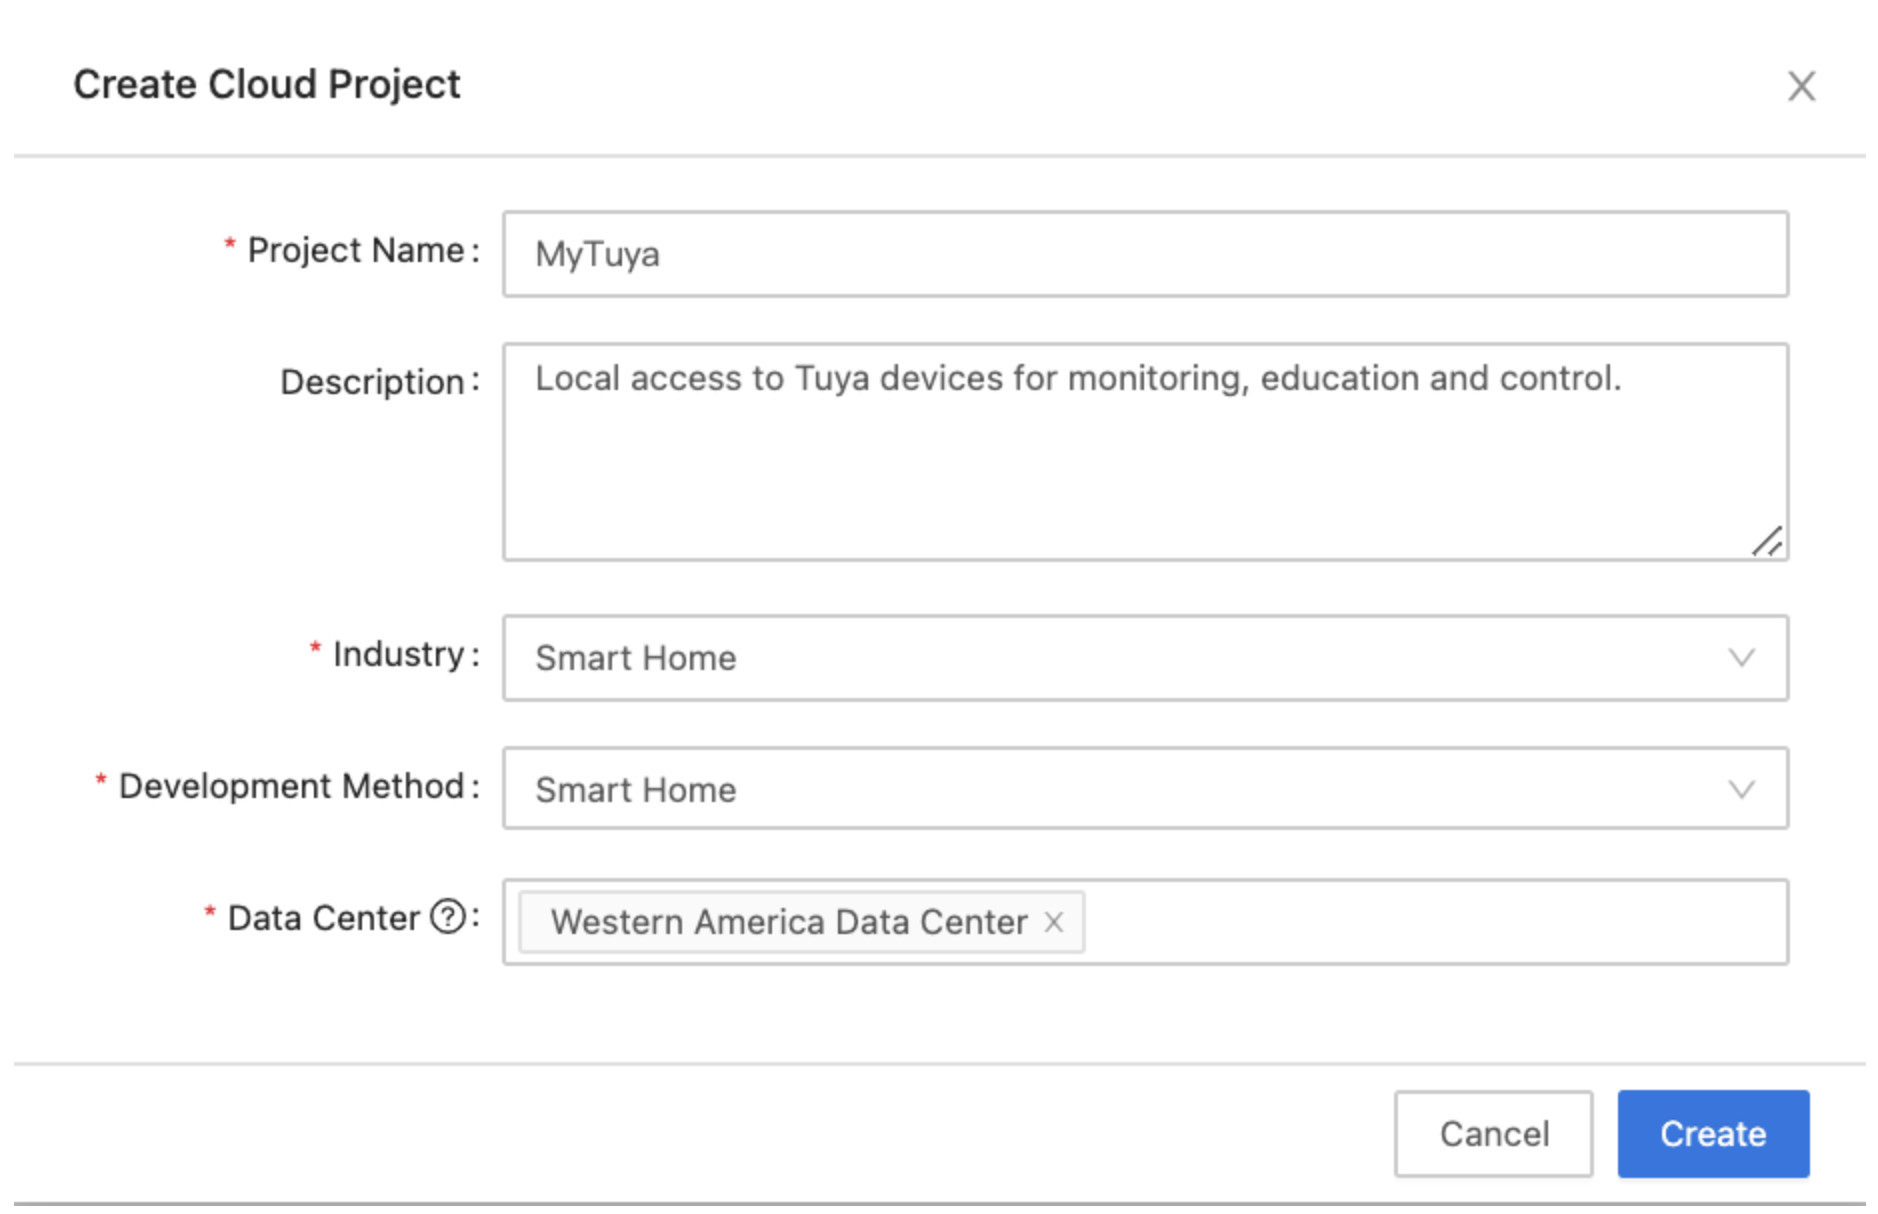 Create Cloud Project
* Project Name: MyTuya
Description: Local access to Tuya devices for monitoring, education and control.
* Industry: Smart Home
* Development Method: Smart Home
* Data Center ?: Western America Data Center X
Cancel Create